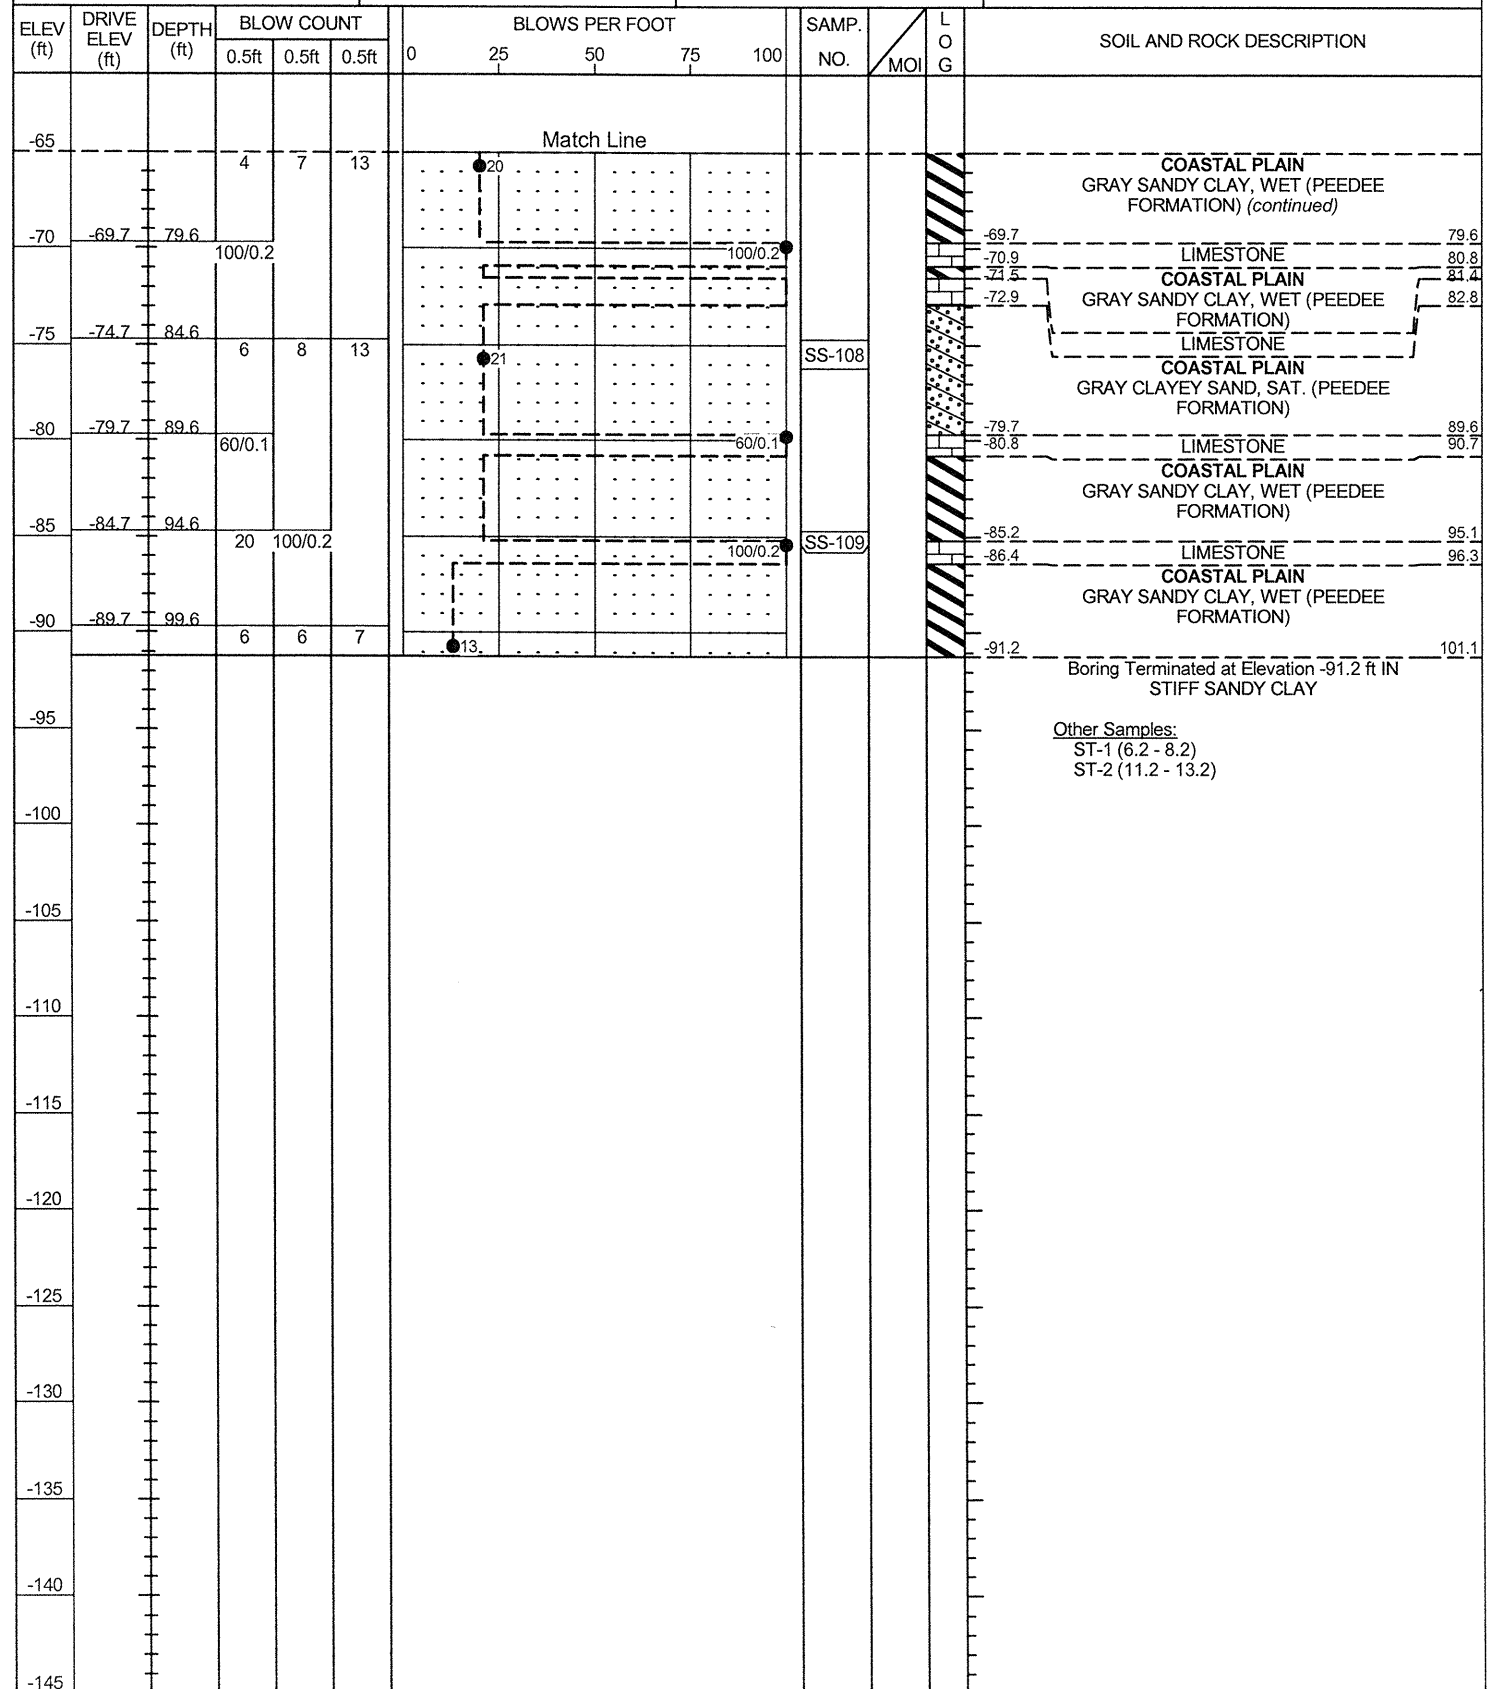 ELEV (ft) DRIVE ELEV (ft) DEPTH (ft) BLOW COUNT BLOWS PER FOOT SAMP. NO. MOI L O G SOIL AND ROCK DESCRIPTION
0.5ft 0.5ft 0.5ft 0 25 50 75 100
Match Line
-65
4 7 13 20 COASTAL PLAIN
GRAY SANDY CLAY, WET (PEEDEE
FORMATION) (continued)
-70 -69.7 79.6 -69.7 79.6
100/0.2 100/0.2 LIMESTONE
-70.9 80.8
COASTAL PLAIN
-71.5 81.4
GRAY SANDY CLAY, WET (PEEDEE
-72.9 82.8
FORMATION)
-75 -74.7 84.6
LIMESTONE
6 8 13 21 SS-108
COASTAL PLAIN
GRAY CLAYEY SAND, SAT. (PEEDEE
FORMATION)
-80 -79.7 89.6 -79.7 89.6
60/0.1 60/0.1 -80.8 LIMESTONE 90.7
COASTAL PLAIN
GRAY SANDY CLAY, WET (PEEDEE
FORMATION)
-85 -84.7 94.6 -85.2 95.1
20 100/0.2 100/0.2 SS-109
-86.4 LIMESTONE 96.3
COASTAL PLAIN
GRAY SANDY CLAY, WET (PEEDEE
FORMATION)
-90 -89.7 99.6
6 6 7 13 -91.2 101.1
Boring Terminated at Elevation -91.2 ft IN
STIFF SANDY CLAY
-95
Other Samples:
ST-1 (6.2 - 8.2)
ST-2 (11.2 - 13.2)
-100
-105
-110
-115
-120
-125
-130
-135
-140
-145